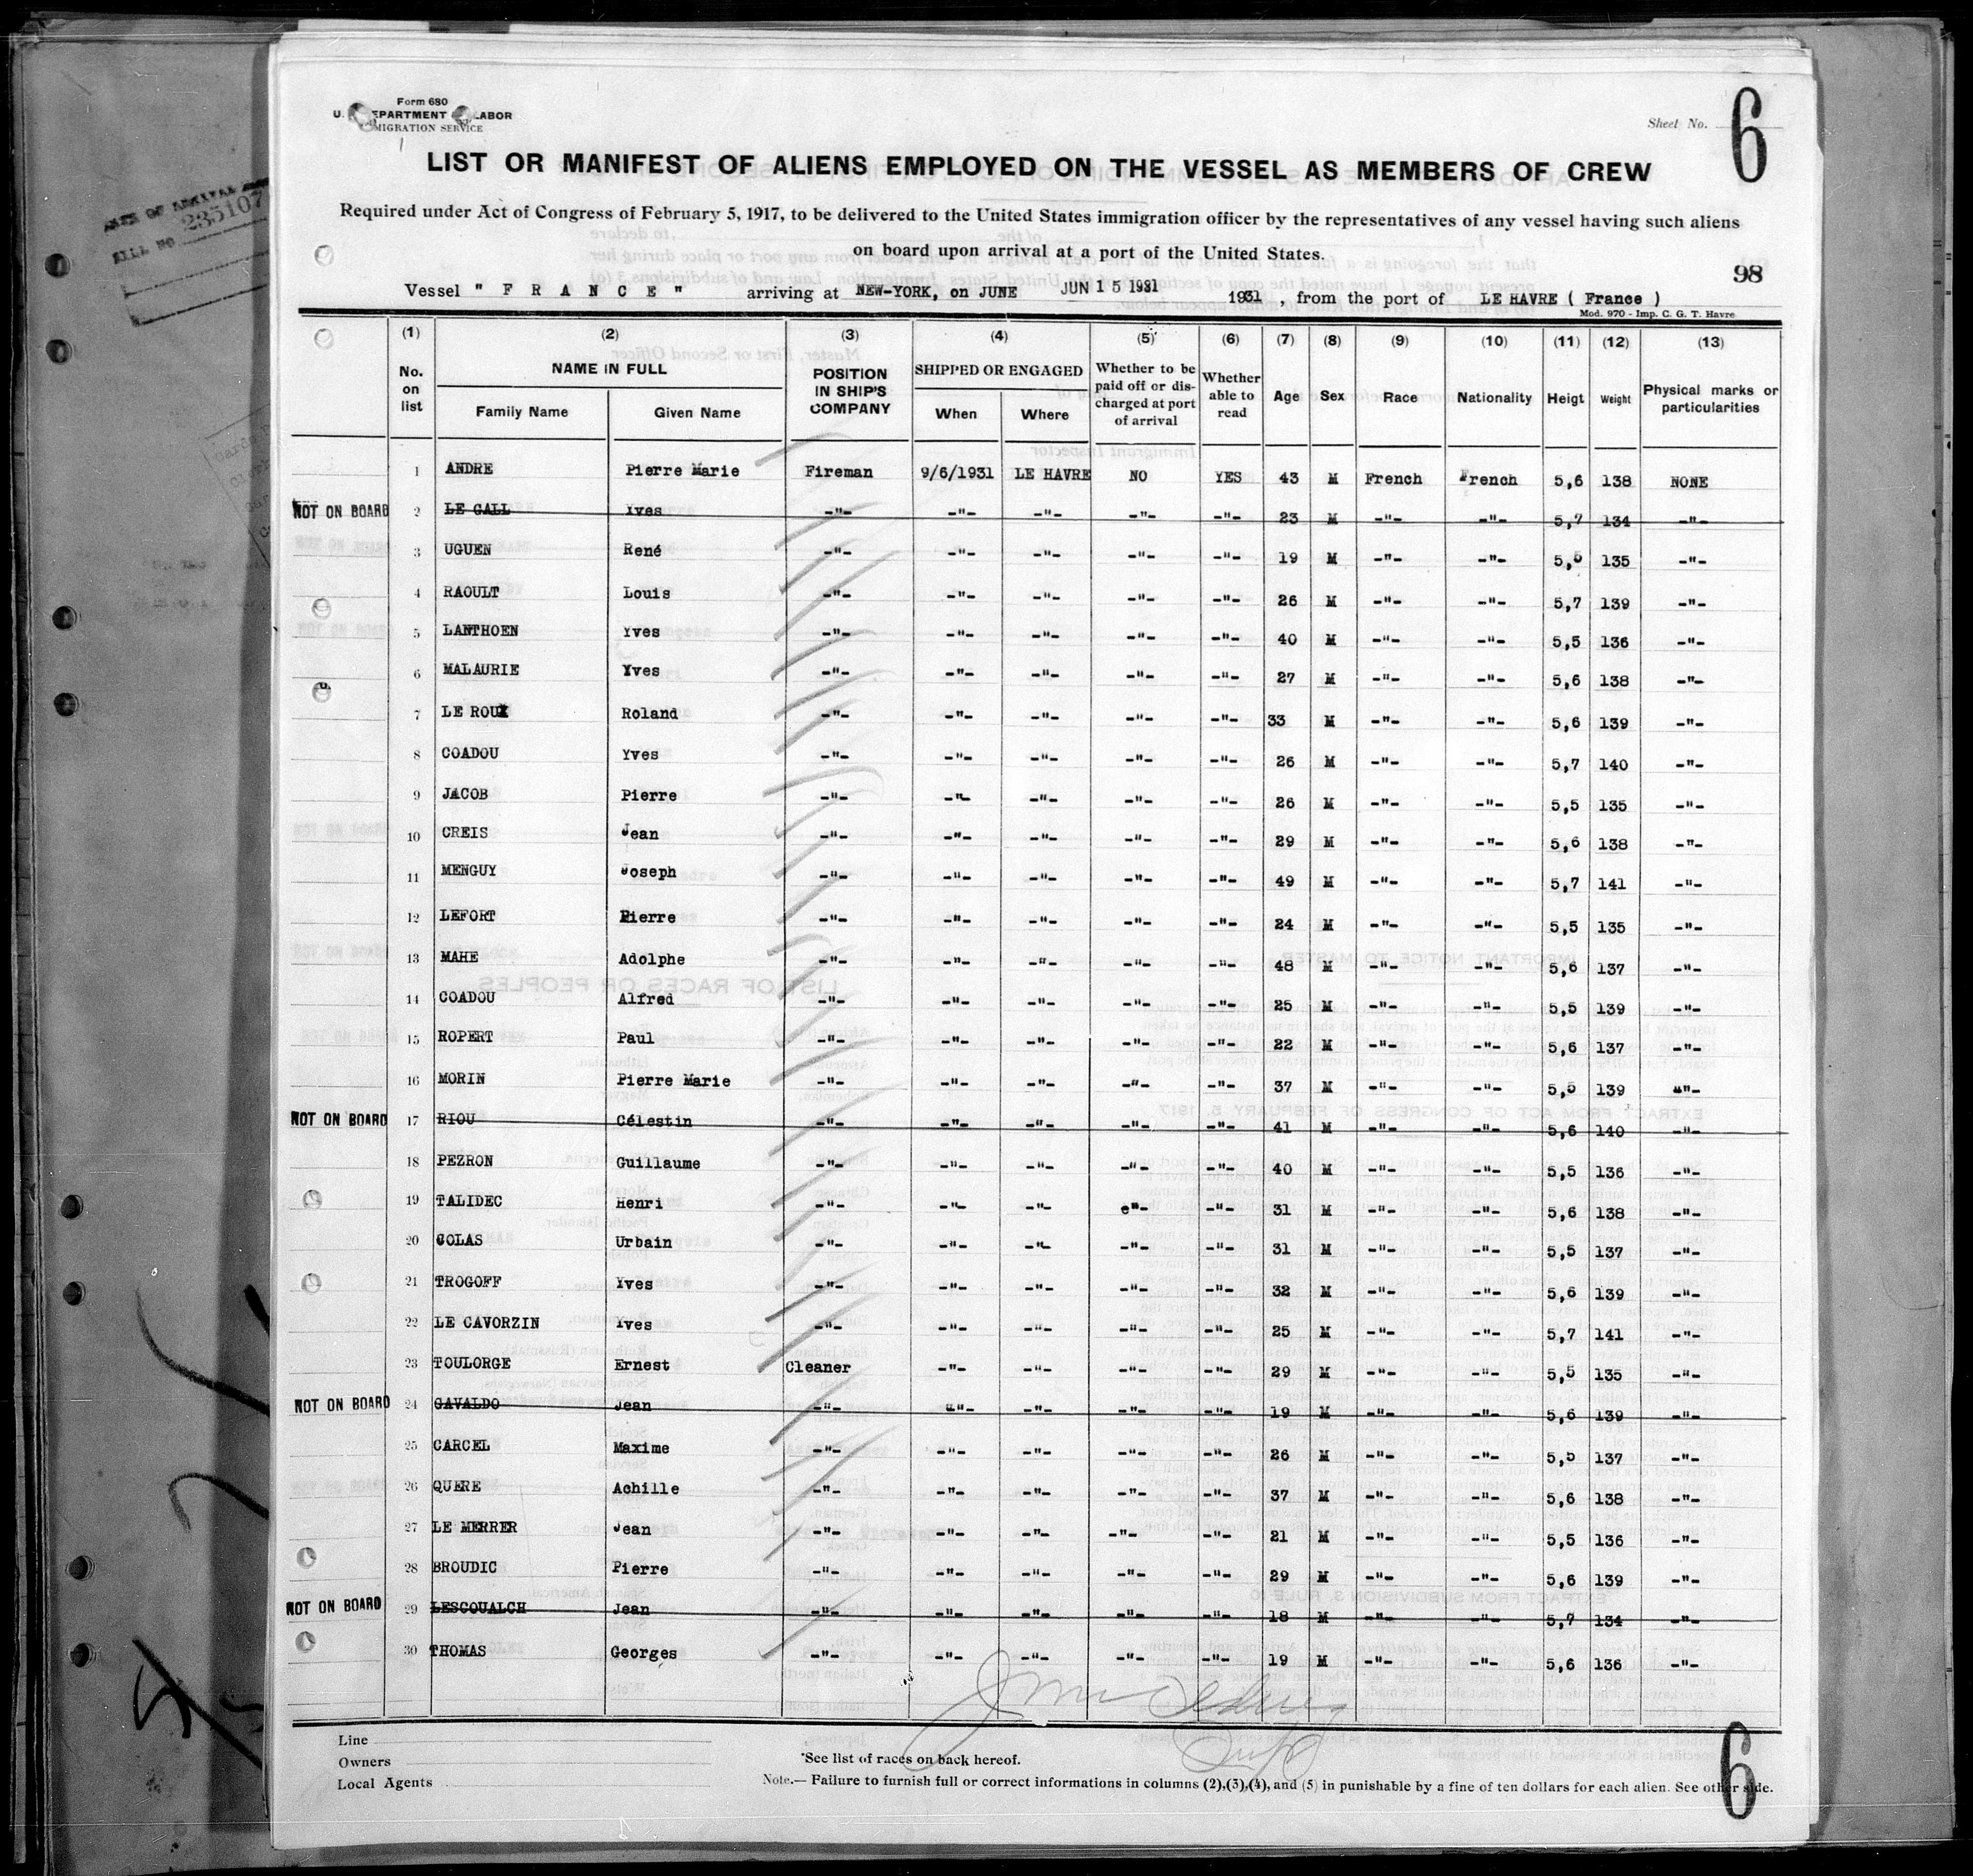 Form 680
U. DEPARTMENT LABOR
MIGRATION SERVICE
Sheet No. 6
LIST OR MANIFEST OF ALIENS EMPLOYED ON THE VESSEL AS MEMBERS OF CREW
Required under Act of Congress of February 5, 1917, to be delivered to the United States immigration officer by the representatives of any vessel having such aliens
on board upon arrival at a port of the United States.
98
Vessel " F R A N C E " arriving at NEW-YORK, on JUNE JUN 15 1931 1931 , from the port of LE HAVRE ( France )
Mod. 970 - Imp. C. G. T. Havre
(1) (2) (3) (4) (5) (6) (7) (8) (9) (10) (11) (12) (13)
No. on list NAME IN FULL Family Name Given Name POSITION IN SHIP'S COMPANY SHIPPED OR ENGAGED When Where Whether to be paid off or discharged at port of arrival Whether able to read Age Sex Race Nationality Heigt Weight Physical marks or particularities
1 ANDRE Pierre Marie Fireman 9/6/1931 LE HAVRE NO YES 43 M French French 5,6 138 NONE
NOT ON BOARD 2 LE GALL Yves -"- -"- -"- -"- -"- 23 M -"- -"- 5,7 134 -"-
3 UGUEN René -"- -"- -"- -"- -"- 19 M -"- -"- 5,5 135 -"-
4 RAOULT Louis -"- -"- -"- -"- -"- 26 M -"- -"- 5,7 139 -"-
5 LANTHOEN Yves -"- -"- -"- -"- -"- 40 M -"- -"- 5,5 136 -"-
6 MALAURIE Yves -"- -"- -"- -"- -"- 27 M -"- -"- 5,6 138 -"-
7 LE ROUX Roland -"- -"- -"- -"- -"- 33 M -"- -"- 5,6 139 -"-
8 COADOU Yves -"- -"- -"- -"- -"- 26 M -"- -"- 5,7 140 -"-
9 JACOB Pierre -"- -"- -"- -"- -"- 26 M -"- -"- 5,5 135 -"-
10 CREIS Jean -"- -"- -"- -"- -"- 29 M -"- -"- 5,6 138 -"-
11 MENGUY Joseph -"- -"- -"- -"- -"- 49 M -"- -"- 5,7 141 -"-
12 LEFORT Pierre -"- -"- -"- -"- -"- 24 M -"- -"- 5,5 135 -"-
13 MAHE Adolphe -"- -"- -"- -"- -"- 48 M -"- -"- 5,6 137 -"-
14 COADOU Alfred -"- -"- -"- -"- -"- 25 M -"- -"- 5,5 139 -"-
15 ROPERT Paul -"- -"- -"- -"- -"- 22 M -"- -"- 5,6 137 -"-
16 MORIN Pierre Marie -"- -"- -"- -"- -"- 37 M -"- -"- 5,5 139 -"-
NOT ON BOARD 17 RIOU Célestin -"- -"- -"- -"- -"- 41 M -"- -"- 5,6 140 -"-
18 PEZRON Guillaume -"- -"- -"- -"- -"- 40 M -"- -"- 5,5 136 -"-
19 TALIDEC Henri -"- -"- -"- e"- -"- 31 M -"- -"- 5,6 138 -"-
20 COLAS Urbain -"- -"- -"- -"- -"- 31 M -"- -"- 5,5 137 -"-
21 TROGOFF Yves -"- -"- -"- -"- -"- 32 M -"- -"- 5,6 139 -"-
22 LE CAVORZIN Yves -"- -"- -"- -"- -"- 25 M -"- -"- 5,7 141 -"-
23 TOULORGE Ernest Cleaner -"- -"- -"- -"- 29 M -"- -"- 5,5 135 -"-
NOT ON BOARD 24 GAVALDO Jean -"- -"- -"- -"- -"- 19 M -"- -"- 5,6 139 -"-
25 CARCEL Maxime -"- -"- -"- -"- -"- 26 M -"- -"- 5,5 137 -"-
26 QUERE Achille -"- -"- -"- -"- -"- 37 M -"- -"- 5,6 138 -"-
27 LE MERRER Jean -"- -"- -"- -"- -"- 21 M -"- -"- 5,5 136 -"-
28 BROUDIC Pierre -"- -"- -"- -"- -"- 29 M -"- -"- 5,6 139 -"-
NOT ON BOARD 29 LESCOUALCH Jean -"- -"- -"- -"- -"- 18 M -"- -"- 5,7 134 -"-
30 THOMAS Georges -"- -"- -"- -"- -"- 19 M -"- -"- 5,6 136 -"-
Line
Owners
Local Agents
*See list of races on back hereof.
Note.— Failure to furnish full or correct informations in columns (2),(3),(4), and (5) in punishable by a fine of ten dollars for each alien. See other side.
6